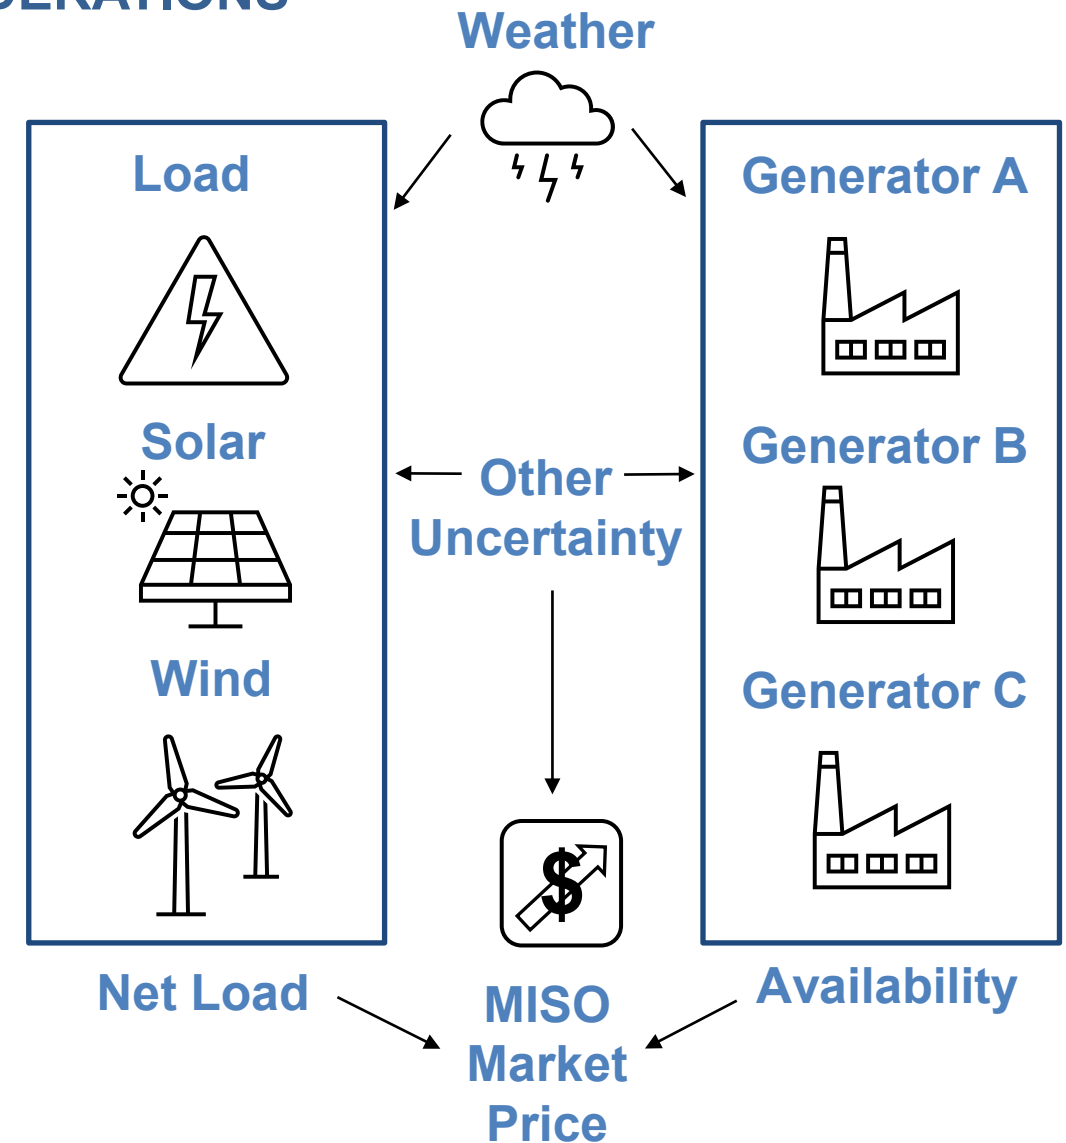 Weather
Load
Generator A
Solar
Generator B
Other
Uncertainty
Wind
Generator C
$
Net Load
Availability
MISO
Market
Price